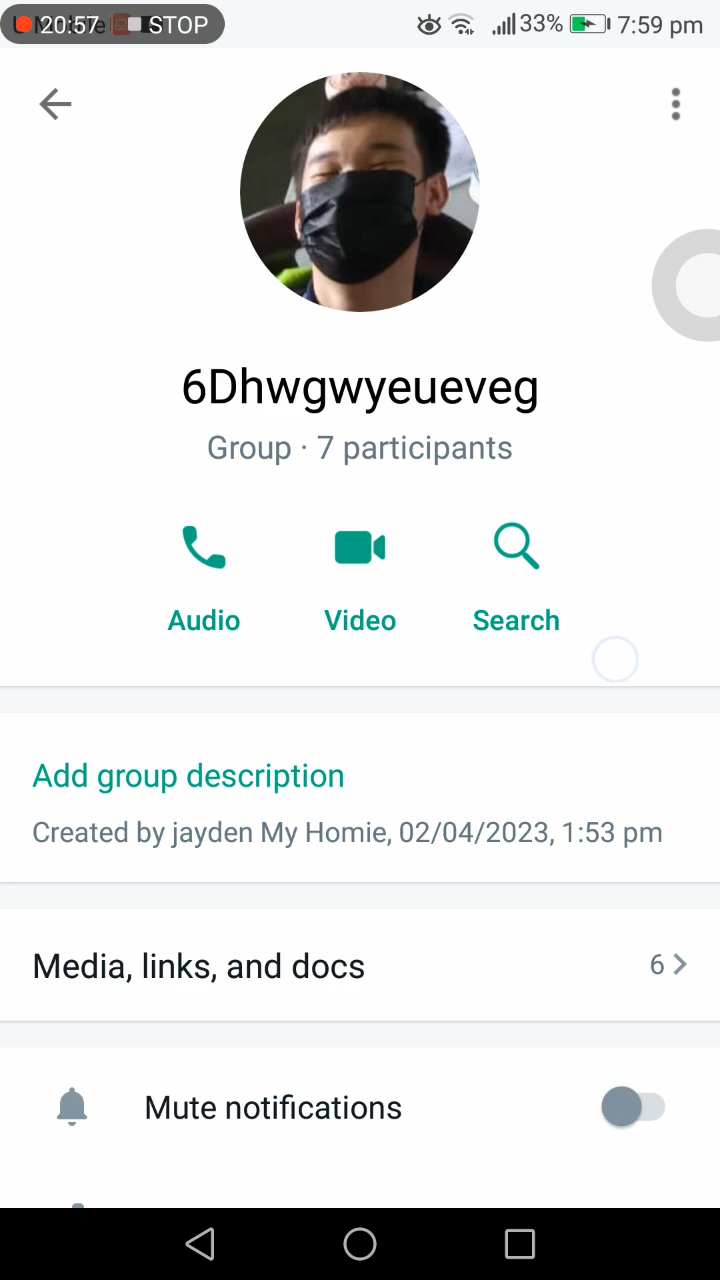 20:57 STOP 33% 7:59 pm
6Dhwgwyeueveg
Group · 7 participants
Audio Video Search
Add group description
Created by jayden My Homie, 02/04/2023, 1:53 pm
Media, links, and docs 6
Mute notifications